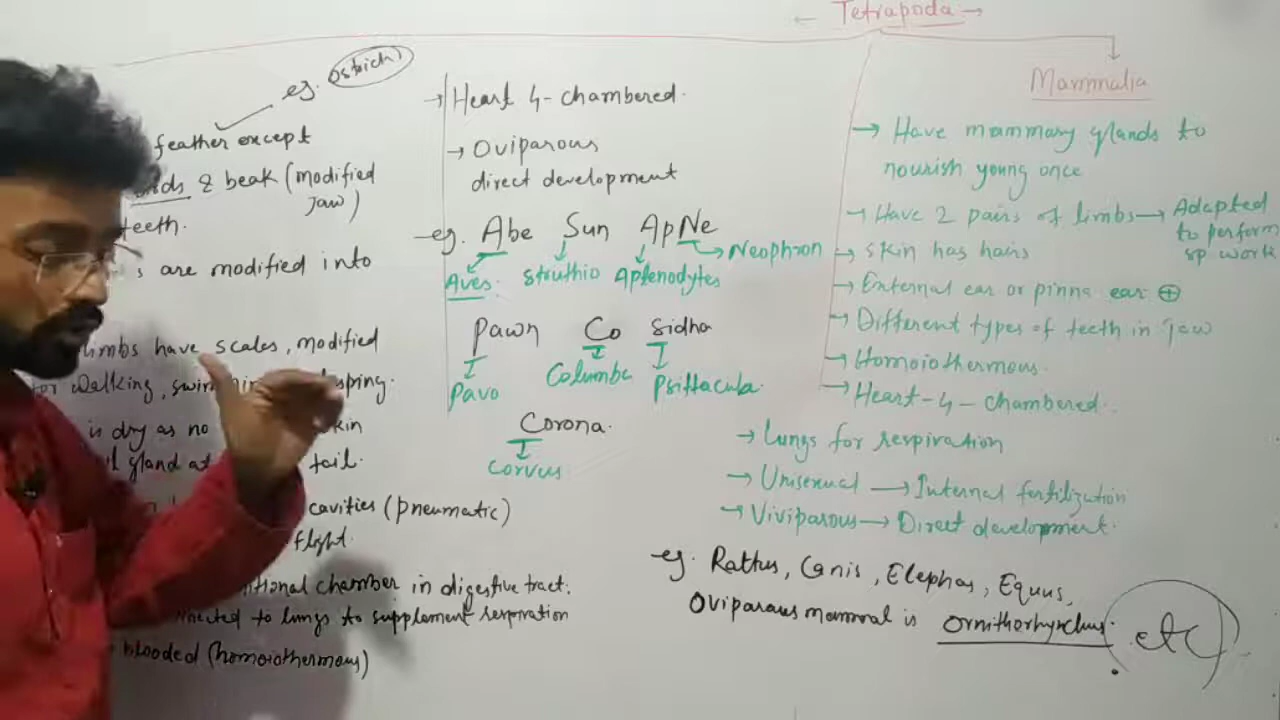 ← Tetrapoda →
eg. Ostrich
feather except
& beak (modified
Jaw)
teeth.
are modified into
limbs have scales, modified
for walking,
is dry as no
gland at tail.
cavities (pneumatic)
flight.
chamber in digestive tract.
to lungs to supplement respiration
blooded (homoiothermous)
→ Heart 4-chambered.
→ Oviparous
direct development
→ eg. Abe Sun ApNe
Neophron
Aves. Struthio Aptenodytes
Pawn Co Sidha
Pavo Columba Psittacula.
Corona.
Corvus
Mammalia
→ Have mammary glands to
nourish young once
→ Have 2 pairs of limbs → Adapted
to perform
sp work
→ Skin has hairs
→ External ear or pinna ear ⊕
→ Different types of teeth in Jaw
→ Homoiothermous.
→ Heart-4-chambered.
→ Lungs for respiration
→ Unisexual → Internal fertilization
→ Viviparous → Direct development.
→ eg. Rattus, Canis, Elephas, Equus,
Oviparous mammal is Ornithorhynchus. etc